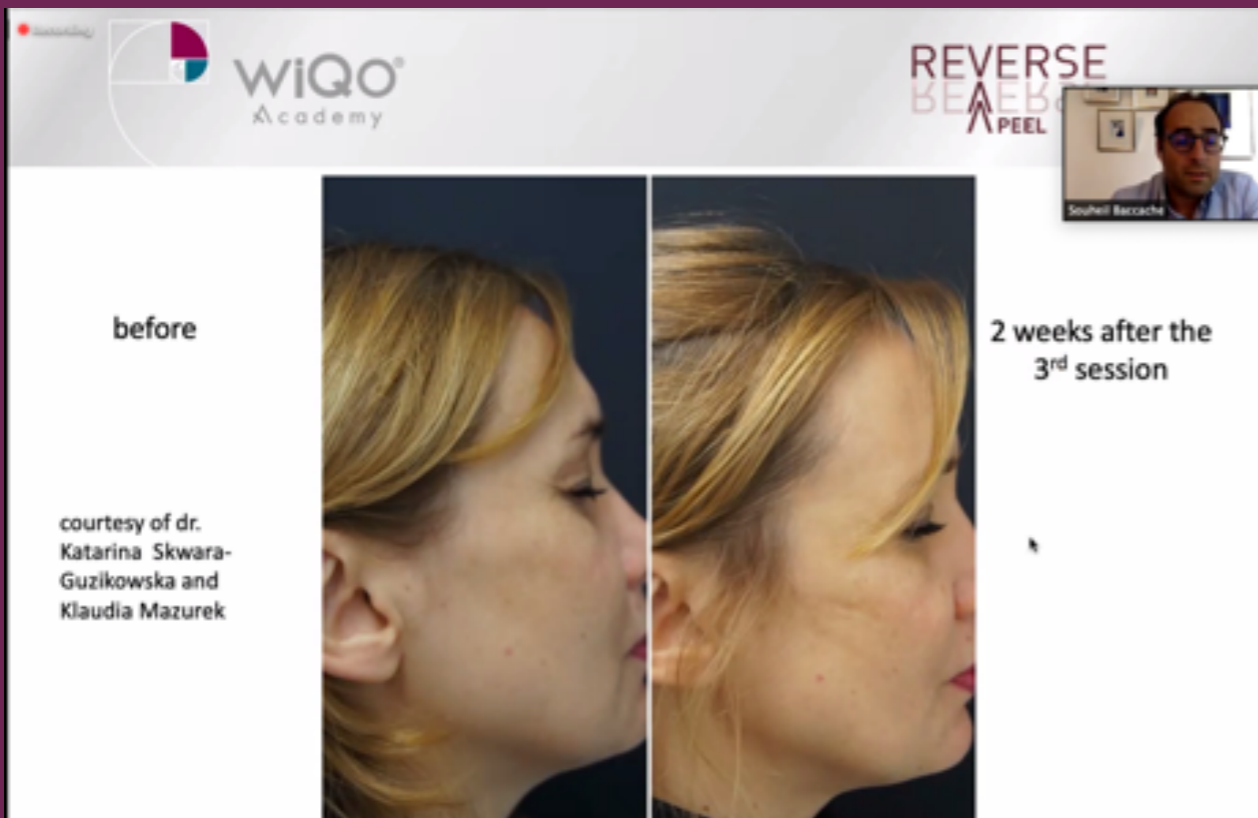 Recording
WiQo®
Academy
REVERSE
PEEL
Souheil Baccache
before
2 weeks after the
3rd session
courtesy of dr.
Katarina Skwara-
Guzikowska and
Klaudia Mazurek